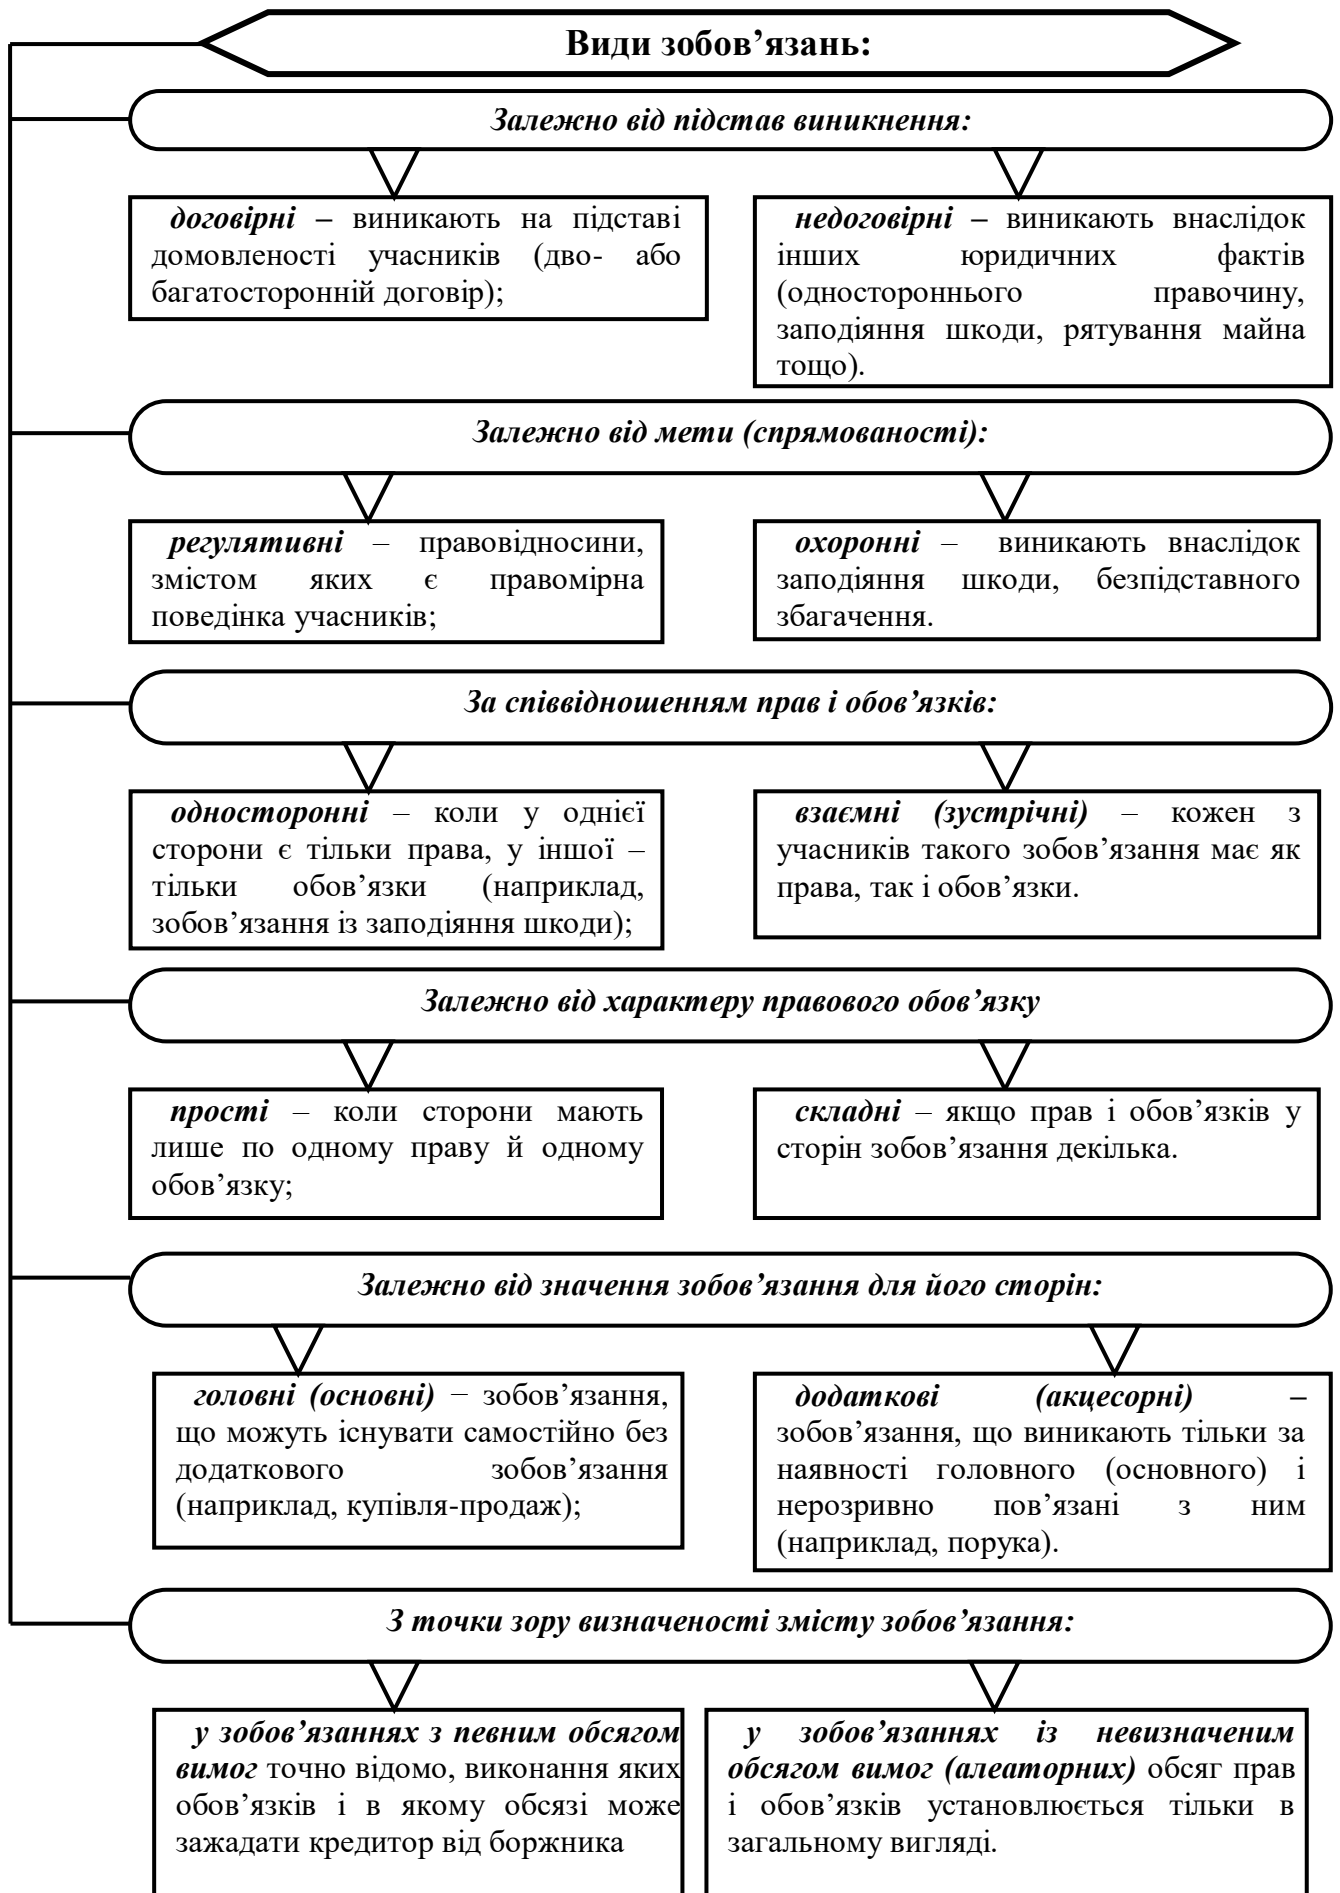 Види зобов’язань:
Залежно від підстав виникнення:
договірні – виникають на підставі
домовленості учасників (дво- або
багатосторонній договір);
недоговірні – виникають внаслідок
інших юридичних фактів
(одностороннього правочину,
заподіяння шкоди, рятування майна
тощо).
Залежно від мети (спрямованості):
регулятивні – правовідносини,
змістом яких є правомірна
поведінка учасників;
охоронні – виникають внаслідок
заподіяння шкоди, безпідставного
збагачення.
За співвідношенням прав і обов’язків:
односторонні – коли у однієї
сторони є тільки права, у іншої –
тільки обов’язки (наприклад,
зобов’язання із заподіяння шкоди);
взаємні (зустрічні) – кожен з
учасників такого зобов’язання має як
права, так і обов’язки.
Залежно від характеру правового обов’язку
прості – коли сторони мають
лише по одному праву й одному
обов’язку;
складні – якщо прав і обов’язків у
сторін зобов’язання декілька.
Залежно від значення зобов’язання для його сторін:
головні (основні) − зобов’язання,
що можуть існувати самостійно без
додаткового зобов’язання
(наприклад, купівля-продаж);
додаткові (акцесорні) –
зобов’язання, що виникають тільки за
наявності головного (основного) і
нерозривно пов’язані з ним
(наприклад, порука).
З точки зору визначеності змісту зобов’язання:
у зобов’язаннях з певним обсягом
вимог точно відомо, виконання яких
обов’язків і в якому обсязі може
зажадати кредитор від боржника
у зобов’язаннях із невизначеним
обсягом вимог (алеаторних) обсяг прав
і обов’язків установлюється тільки в
загальному вигляді.